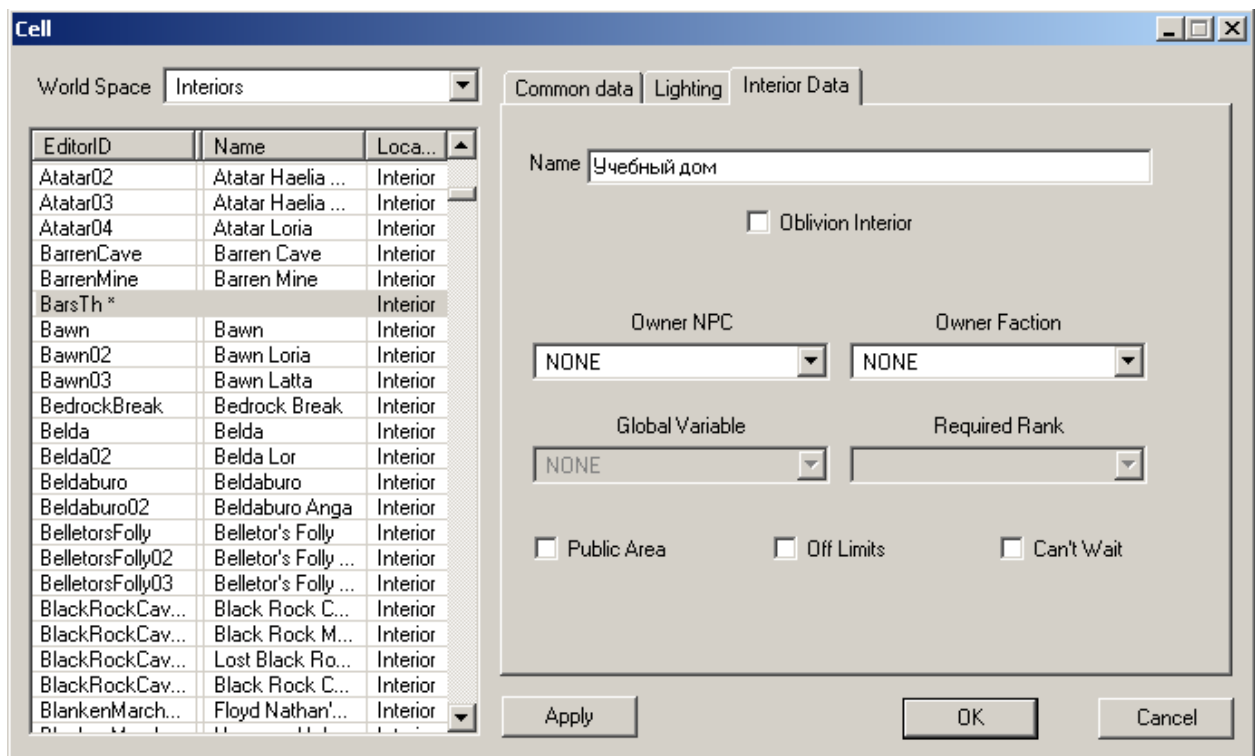 Cell
World Space Interiors
Common data Lighting Interior Data
EditorID Name Loca...
Atatar02 Atatar Haelia ... Interior
Atatar03 Atatar Haelia ... Interior
Atatar04 Atatar Loria Interior
BarrenCave Barren Cave Interior
BarrenMine Barren Mine Interior
BarsTh * Interior
Bawn Bawn Interior
Bawn02 Bawn Loria Interior
Bawn03 Bawn Latta Interior
BedrockBreak Bedrock Break Interior
Belda Belda Interior
Belda02 Belda Lor Interior
Beldaburo Beldaburo Interior
Beldaburo02 Beldaburo Anga Interior
BelletorsFolly Belletor's Folly Interior
BelletorsFolly02 Belletor's Folly ... Interior
BelletorsFolly03 Belletor's Folly ... Interior
BlackRockCav... Black Rock C... Interior
BlackRockCav... Black Rock M... Interior
BlackRockCav... Lost Black Ro... Interior
BlackRockCav... Black Rock C... Interior
BlankenMarch... Floyd Nathan'... Interior
Name Учебный дом
Oblivion Interior
Owner NPC Owner Faction
NONE NONE
Global Variable Required Rank
NONE
Public Area Off Limits Can't Wait
Apply OK Cancel